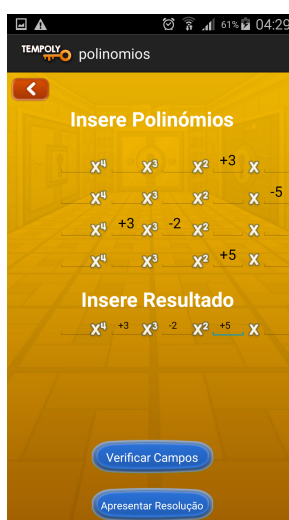 61% 04:29
TEMPOLY polinomios
Insere Polinómios
X⁴ X³ X² +3 X
X⁴ X³ X² X -5
X⁴ +3 X³ -2 X² X
X⁴ X³ X² +5 X
Insere Resultado
X⁴ +3 X³ -2 X² +5 X
Verificar Campos
Apresentar Resolução